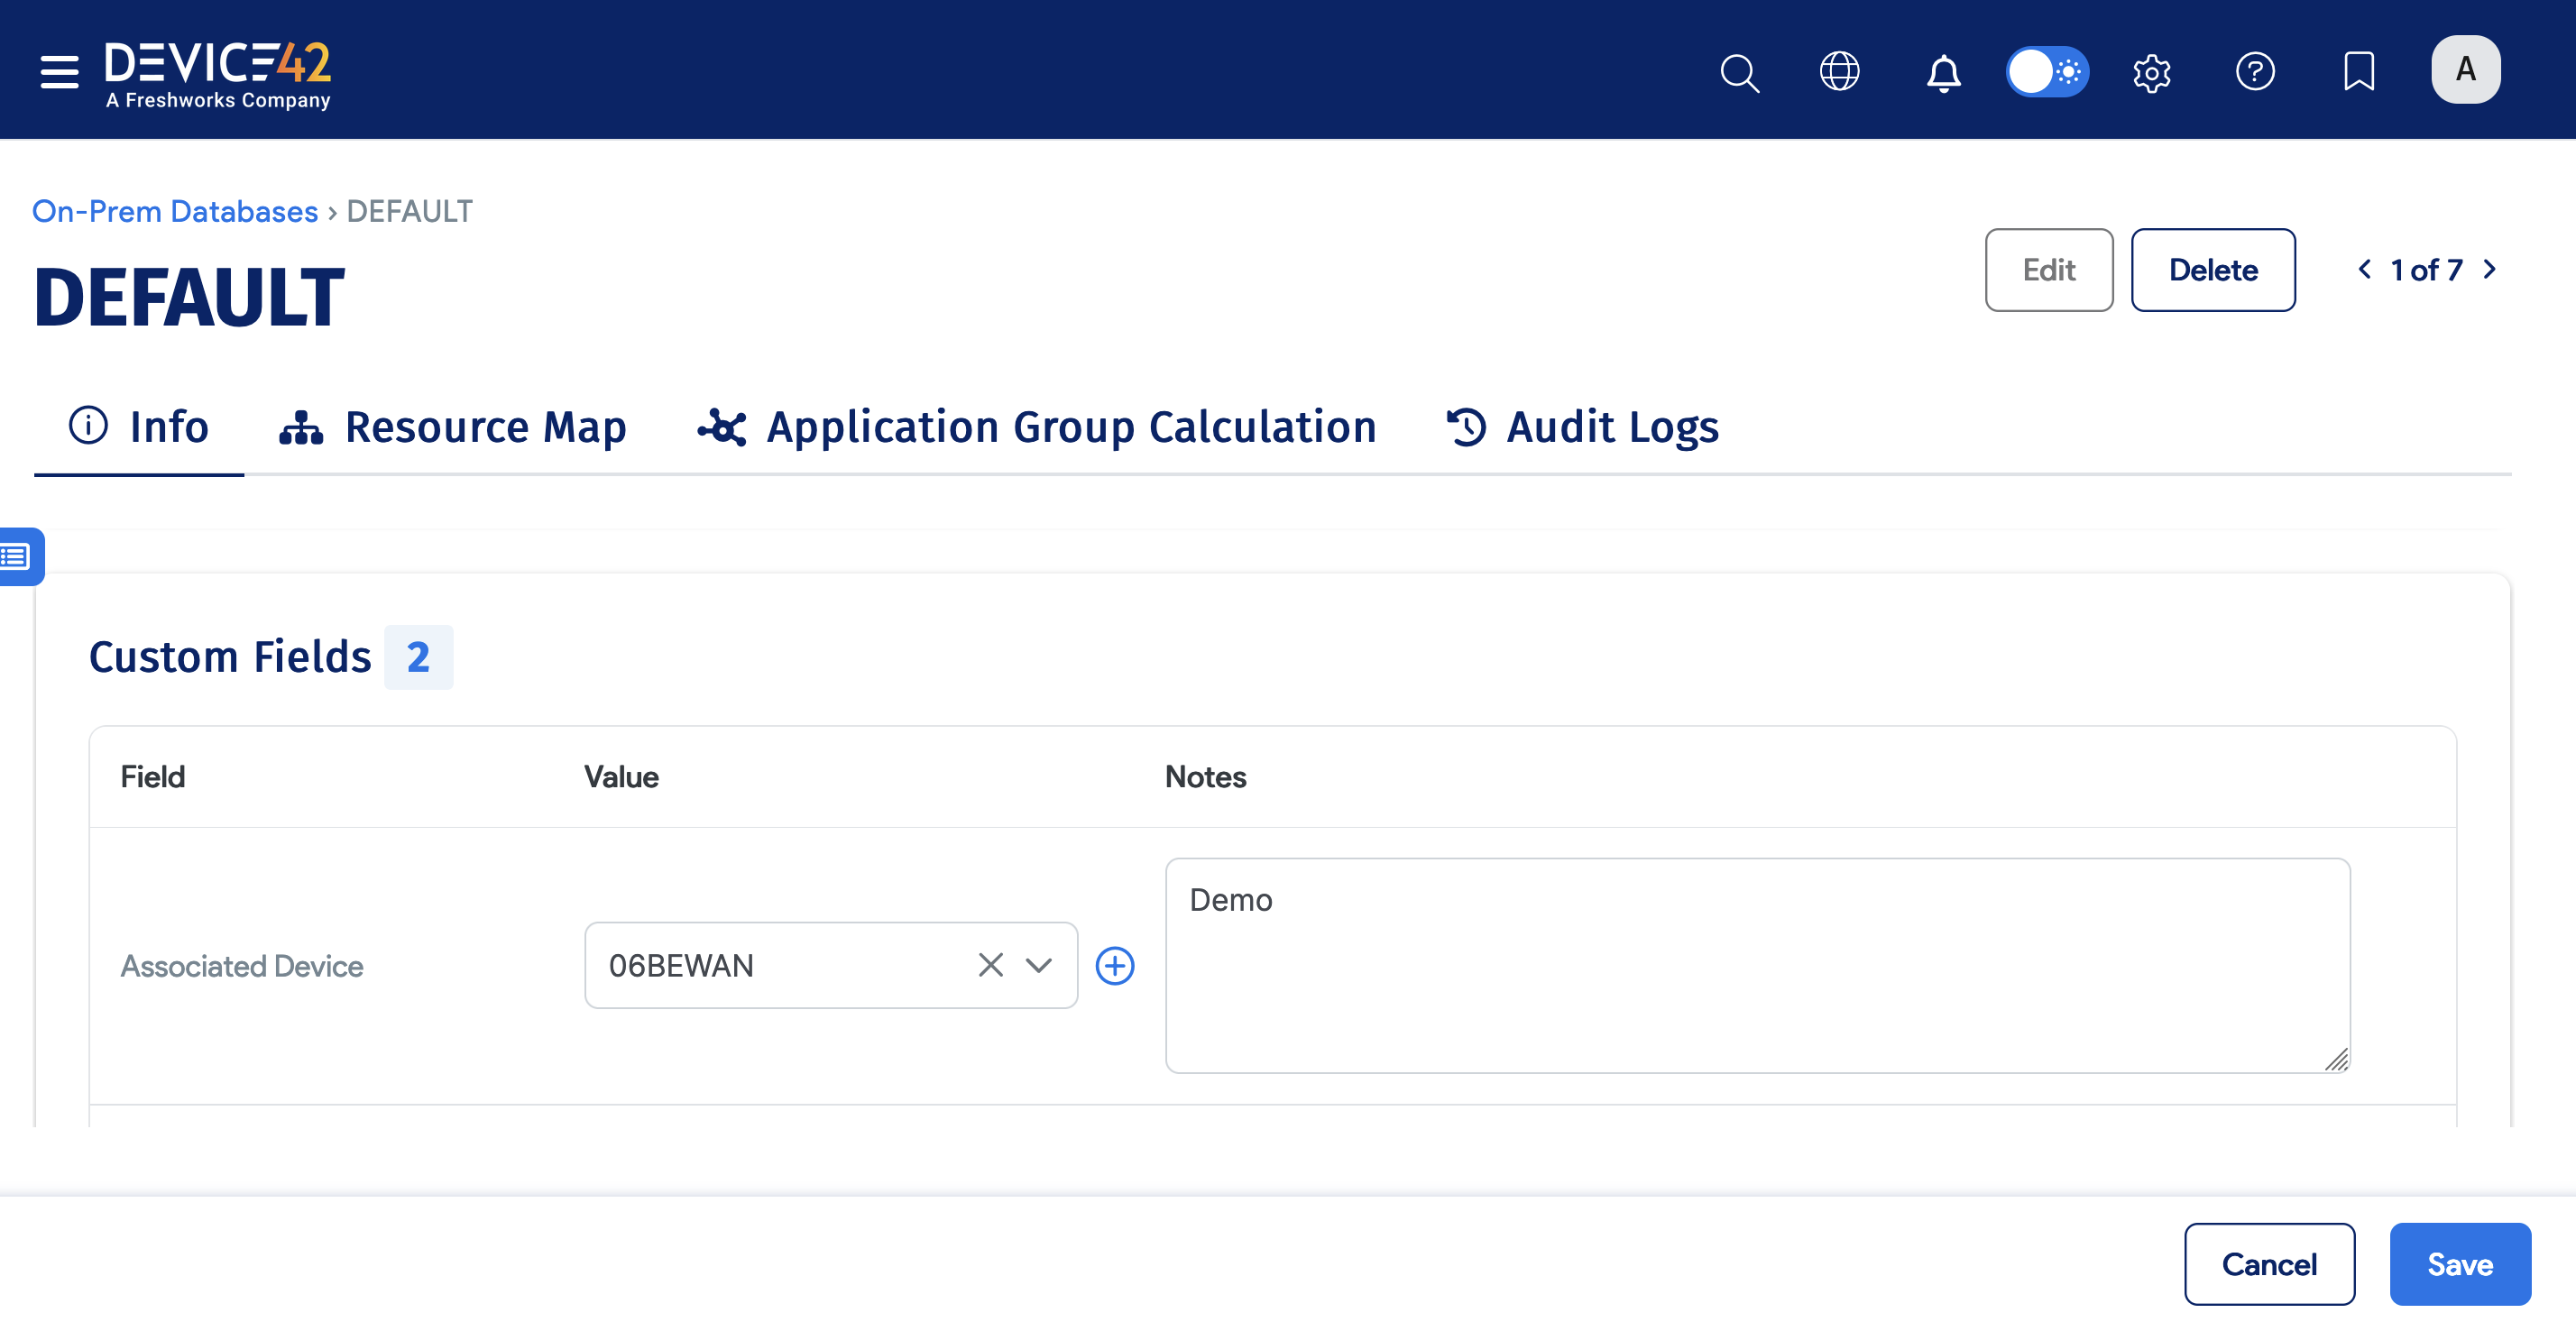 DEVICE42
A Freshworks Company
A
On-Prem Databases › DEFAULT
DEFAULT
Edit
Delete
1 of 7
Info
Resource Map
Application Group Calculation
Audit Logs
Custom Fields 2
Field Value Notes
Demo
Associated Device 06BEWAN
Cancel
Save